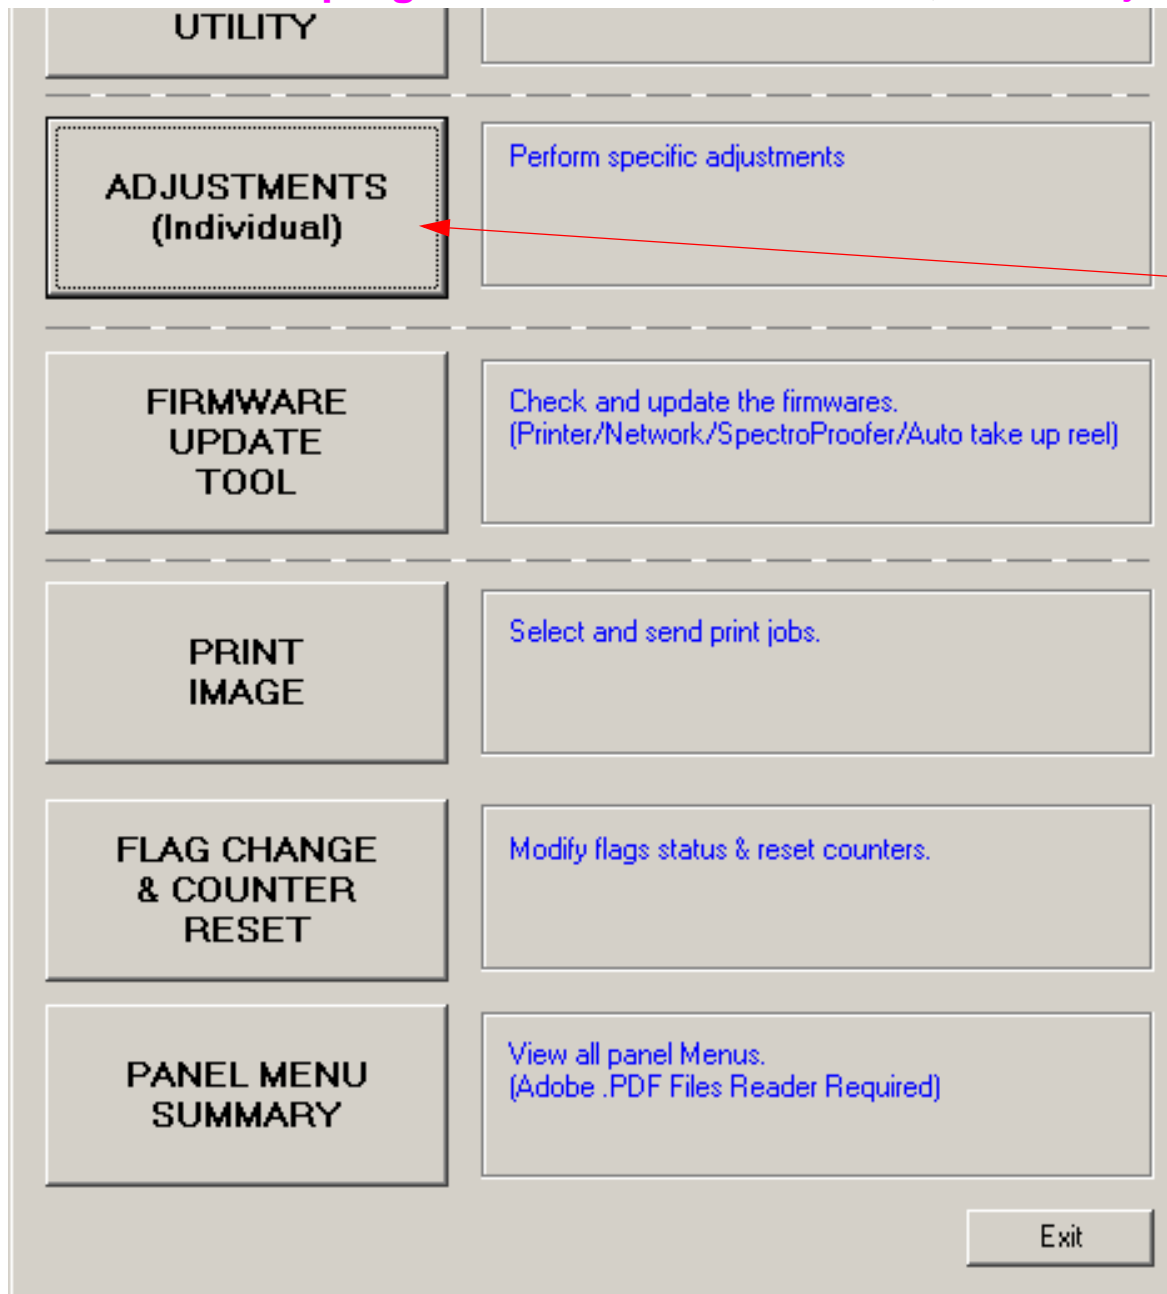 UTILITY
ADJUSTMENTS
(Individual)
Perform specific adjustments
FIRMWARE
UPDATE
TOOL
Check and update the firmwares.
(Printer/Network/SpectroProofer/Auto take up reel)
PRINT
IMAGE
Select and send print jobs.
FLAG CHANGE
& COUNTER
RESET
Modify flags status & reset counters.
PANEL MENU
SUMMARY
View all panel Menus.
(Adobe .PDF Files Reader Required)
Exit